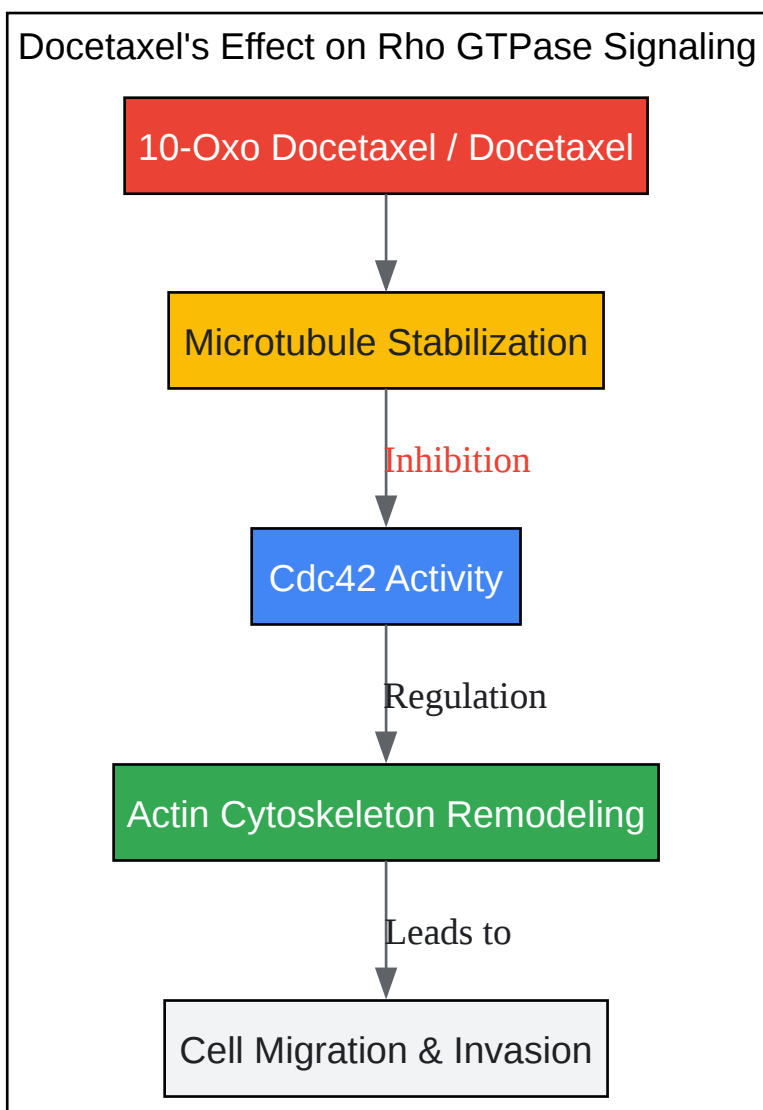 Docetaxel's Effect on Rho GTPase Signaling
10-Oxo Docetaxel / Docetaxel
Microtubule Stabilization
Inhibition
Cdc42 Activity
Regulation
Actin Cytoskeleton Remodeling
Leads to
Cell Migration & Invasion